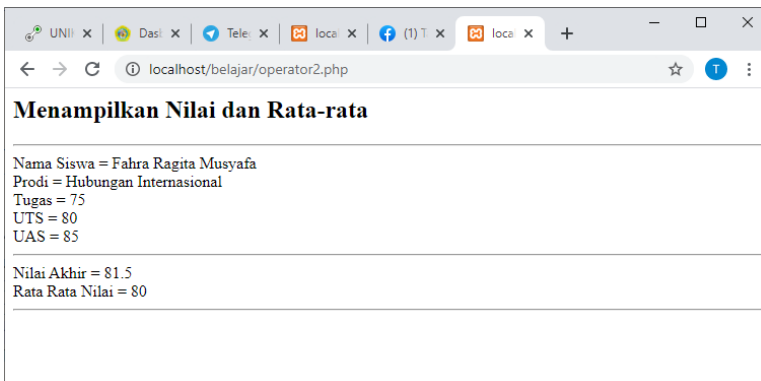 UNI
Das
Tele
local
(1) T
local
localhost/belajar/operator2.php
T
Menampilkan Nilai dan Rata-rata
Nama Siswa = Fahra Ragita Musyafa
Prodi = Hubungan Internasional
Tugas = 75
UTS = 80
UAS = 85
Nilai Akhir = 81.5
Rata Rata Nilai = 80